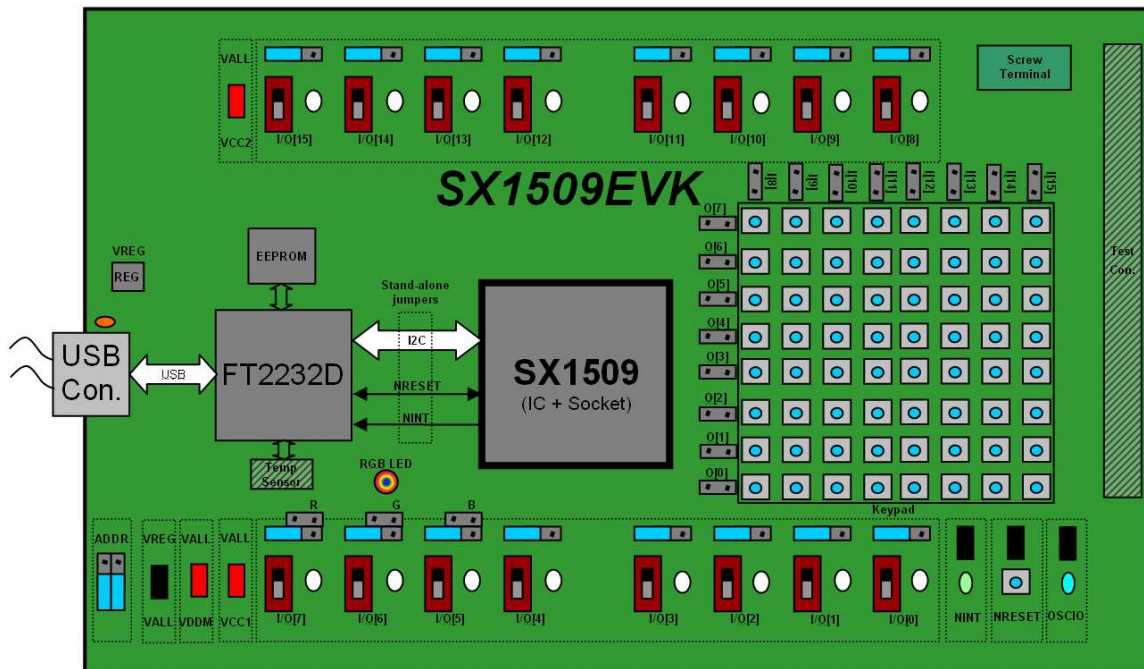 VALL
VCC2
I/O[15]
I/O[14]
I/O[13]
I/O[12]
I/O[11]
I/O[10]
I/O[9]
I/O[8]
Screw
Terminal
SX1509EVK
I[8]
I[9]
I[10]
I[11]
I[12]
I[13]
I[14]
I[15]
O[7]
O[6]
O[5]
O[4]
O[3]
O[2]
O[1]
O[0]
Keypad
Test
Con.
VREG
REG
EEPROM
Stand-alone
jumpers
USB
Con.
USB
FT2232D
I2C
NRESET
NINT
SX1509
(IC + Socket)
Temp
Sensor
RGB LED
R
G
B
ADDR
VREG
VALL
VALL
VDDM
VALL
VCC1
I/O[7]
I/O[6]
I/O[5]
I/O[4]
I/O[3]
I/O[2]
I/O[1]
I/O[0]
NINT
NRESET
OSCIO